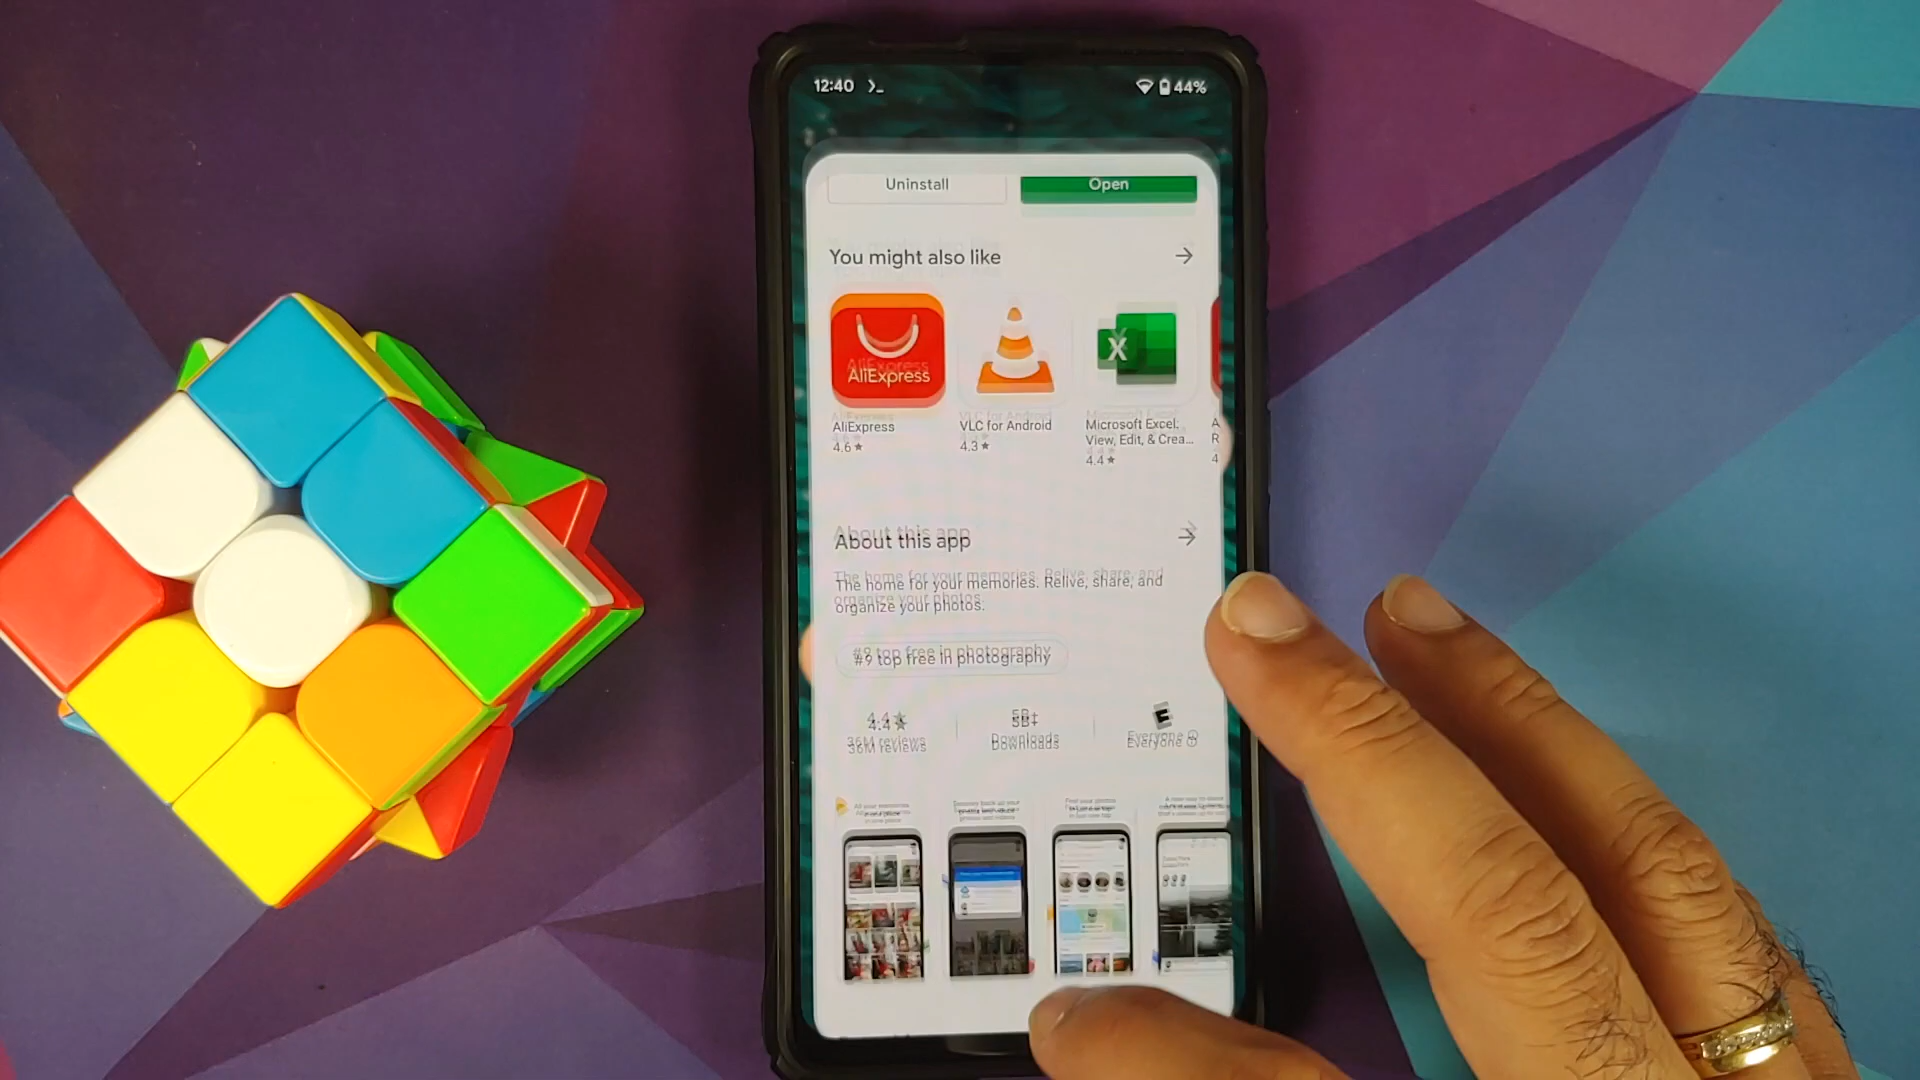 12:40 >_ 44%
Uninstall Open
You might also like
AliExpress
AliExpress VLC for Android Microsoft Excel: A
View, Edit, & Crea... R
4.6★ 4.3★ 4.4★ 4
About this app
The home for your memories. Relive, share, and
organize your photos.
#9 top free in photography
4.4★ 5B‡ E
36M reviews Downloads Everyone